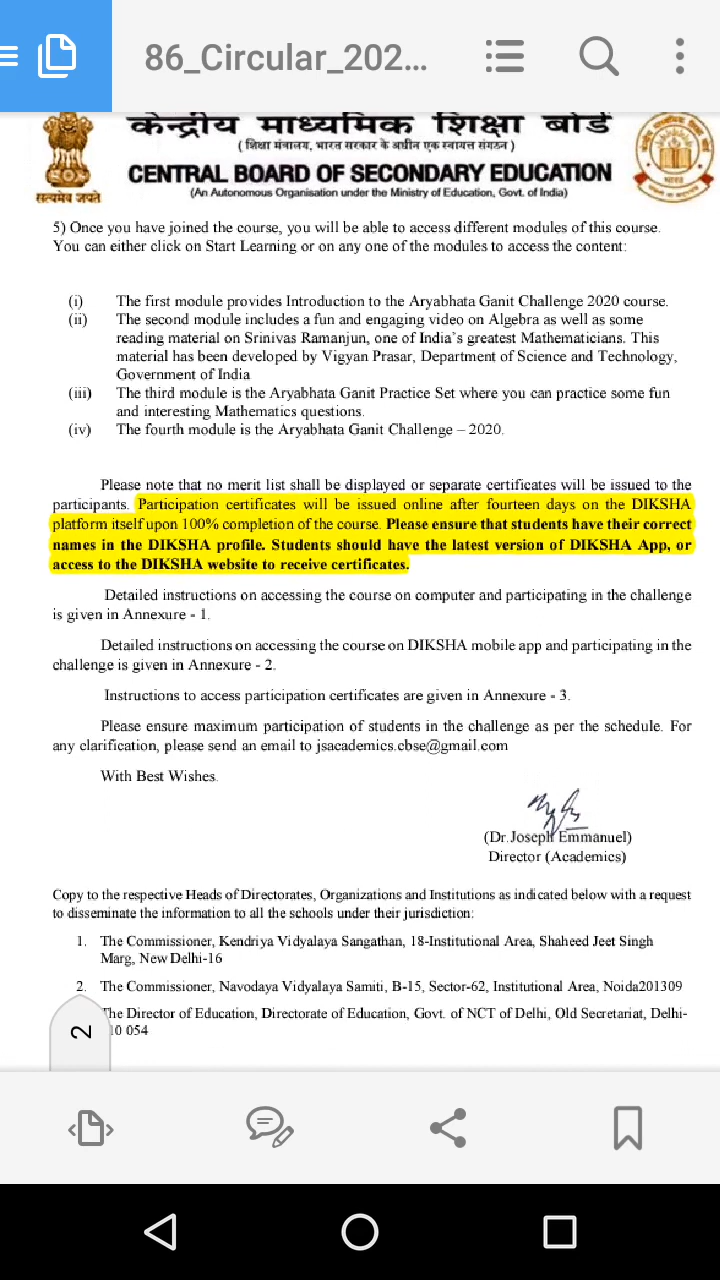 86_Circular_202...
केन्द्रीय माध्यमिक शिक्षा बोर्ड
(शिक्षा मंत्रालय, भारत सरकार के अधीन एक स्वायत्त संगठन)
CENTRAL BOARD OF SECONDARY EDUCATION
(An Autonomous Organisation under the Ministry of Education, Govt. of India)
सत्यमेव जयते
5) Once you have joined the course, you will be able to access different modules of this course.
You can either click on Start Learning or on any one of the modules to access the content:
(i) The first module provides Introduction to the Aryabhata Ganit Challenge 2020 course.
(ii) The second module includes a fun and engaging video on Algebra as well as some
reading material on Srinivas Ramanjun, one of India's greatest Mathematicians. This
material has been developed by Vigyan Prasar, Department of Science and Technology,
Government of India
(iii) The third module is the Aryabhata Ganit Practice Set where you can practice some fun
and interesting Mathematics questions.
(iv) The fourth module is the Aryabhata Ganit Challenge – 2020.
Please note that no merit list shall be displayed or separate certificates will be issued to the
participants. Participation certificates will be issued online after fourteen days on the DIKSHA
platform itself upon 100% completion of the course. Please ensure that students have their correct
names in the DIKSHA profile. Students should have the latest version of DIKSHA App, or
access to the DIKSHA website to receive certificates.
Detailed instructions on accessing the course on computer and participating in the challenge
is given in Annexure - 1.
Detailed instructions on accessing the course on DIKSHA mobile app and participating in the
challenge is given in Annexure - 2.
Instructions to access participation certificates are given in Annexure - 3.
Please ensure maximum participation of students in the challenge as per the schedule. For
any clarification, please send an email to jsacademics.cbse@gmail.com
With Best Wishes.
(Dr. Joseph Emmanuel)
Director (Academics)
Copy to the respective Heads of Directorates, Organizations and Institutions as indicated below with a request
to disseminate the information to all the schools under their jurisdiction:
1. The Commissioner, Kendriya Vidyalaya Sangathan, 18-Institutional Area, Shaheed Jeet Singh
Marg, New Delhi-16
2. The Commissioner, Navodaya Vidyalaya Samiti, B-15, Sector-62, Institutional Area, Noida201309
The Director of Education, Directorate of Education, Govt. of NCT of Delhi, Old Secretariat, Delhi-
10 054
2